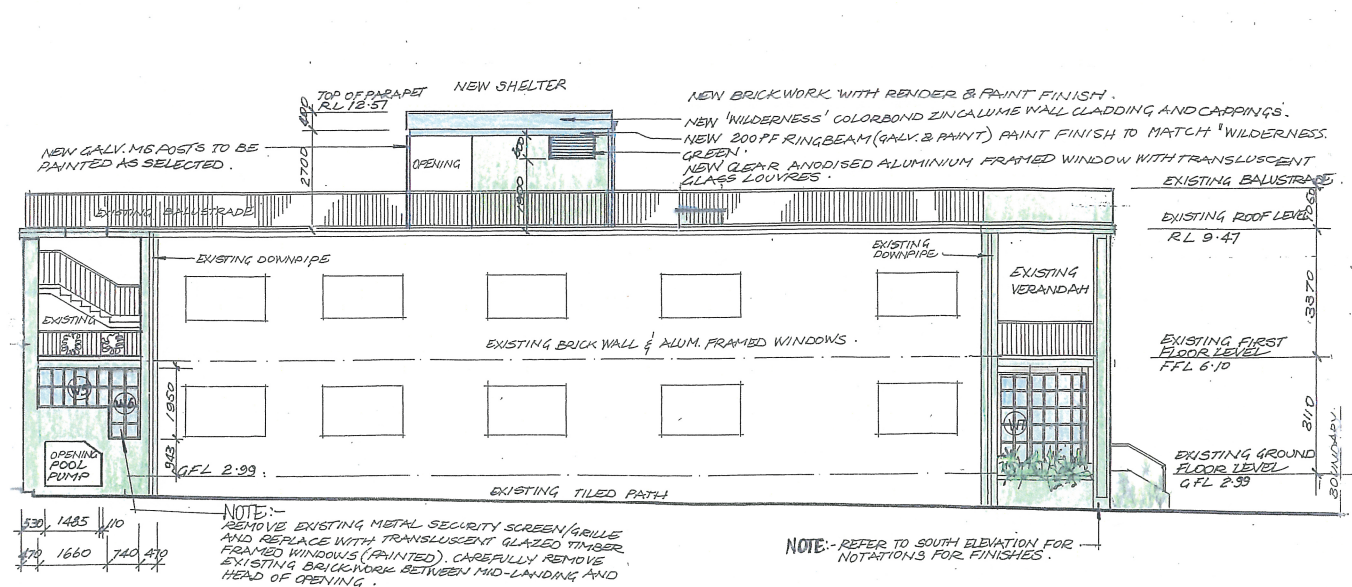 NEW SHELTER
TOP OF PARAPET
RL 12·57
400
2700
NEW GALV. MS POSTS TO BE
PAINTED AS SELECTED.
OPENING
1800
NEW BRICKWORK WITH RENDER & PAINT FINISH.
NEW 'WILDERNESS' COLORBOND ZINCALUME WALL CLADDING AND CAPPINGS.
NEW 200PF RINGBEAM (GALV. & PAINT) PAINT FINISH TO MATCH "WILDERNESS.
GREEN.
NEW CLEAR ANODISED ALUMINIUM FRAMED WINDOW WITH TRANSLUSCENT
GLASS LOUVRES.
EXISTING BALUSTRADE.
EXISTING BALUSTRADE
1060
EXISTING ROOF LEVEL
RL 9·47
EXISTING DOWNPIPE
EXISTING
DOWNPIPE
EXISTING
VERANDAH
3370
EXISTING
EXISTING BRICK WALL & ALUM. FRAMED WINDOWS.
EXISTING FIRST
FLOOR LEVEL
FFL 6·10
W5
W6
W7
1950
943
3110
OPENING
POOL
PUMP
GFL 2·99
EXISTING GROUND
FLOOR LEVEL
GFL 2·99
BOUNDARY
EXISTING TILED PATH
530 1485 110
470 1660 740 470
NOTE:-
REMOVE EXISTING METAL SECURITY SCREEN/GRILLE
AND REPLACE WITH TRANSLUSCENT GLAZED TIMBER
FRAMED WINDOWS (PAINTED). CAREFULLY REMOVE
EXISTING BRICKWORK BETWEEN MID-LANDING AND
HEAD OF OPENING.
NOTE:- REFER TO SOUTH ELEVATION FOR
NOTATIONS FOR FINISHES.